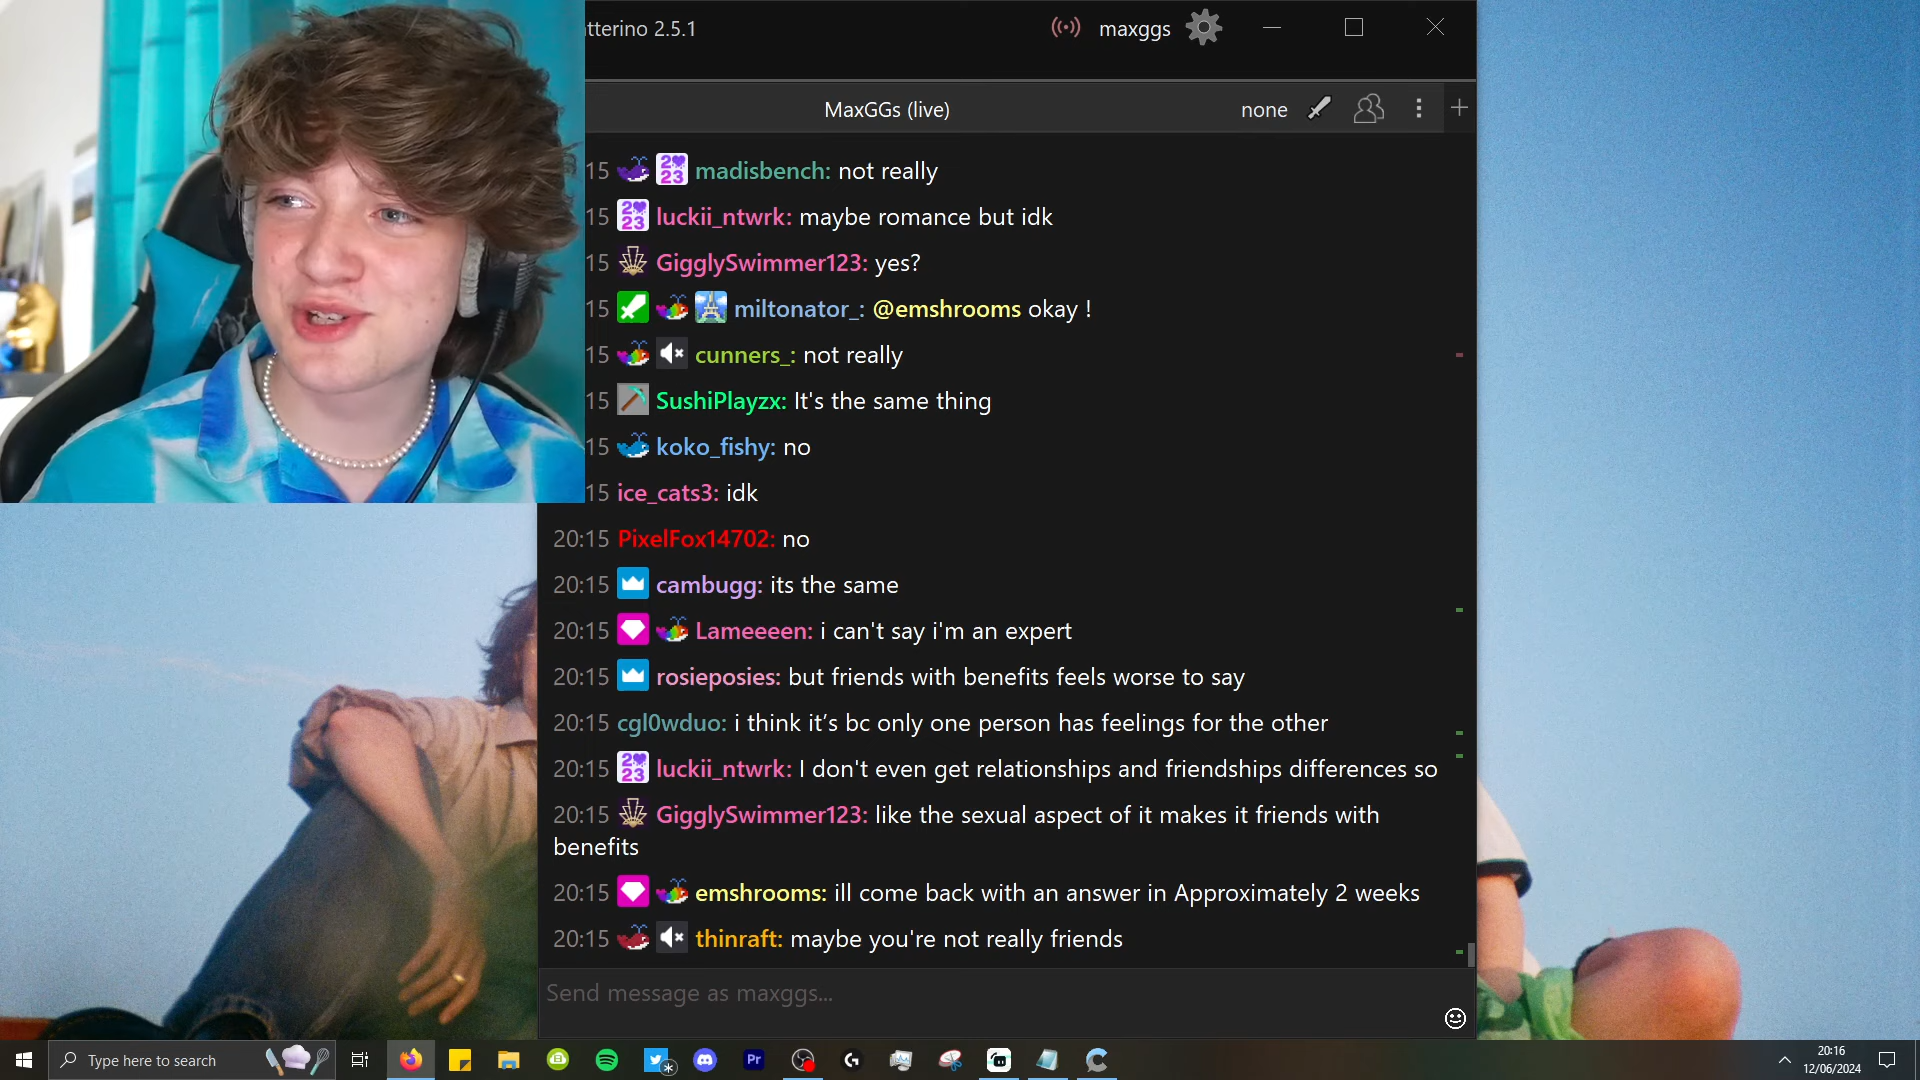 tterino 2.5.1
maxggs
MaxGGs (live)
none
15 madisbench: not really
15 luckii_ntwrk: maybe romance but idk
15 GigglySwimmer123: yes?
15 miltonator_: @emshrooms okay !
15 cunners_: not really
15 SushiPlayzx: It's the same thing
15 koko_fishy: no
15 ice_cats3: idk
20:15 PixelFox14702: no
20:15 cambugg: its the same
20:15 Lameeeen: i can't say i'm an expert
20:15 rosieposies: but friends with benefits feels worse to say
20:15 cgl0wduo: i think it’s bc only one person has feelings for the other
20:15 luckii_ntwrk: I don't even get relationships and friendships differences so
20:15 GigglySwimmer123: like the sexual aspect of it makes it friends with
benefits
20:15 emshrooms: ill come back with an answer in Approximately 2 weeks
20:15 thinraft: maybe you're not really friends
Send message as maxggs...
Type here to search
Pr
20:16
12/06/2024